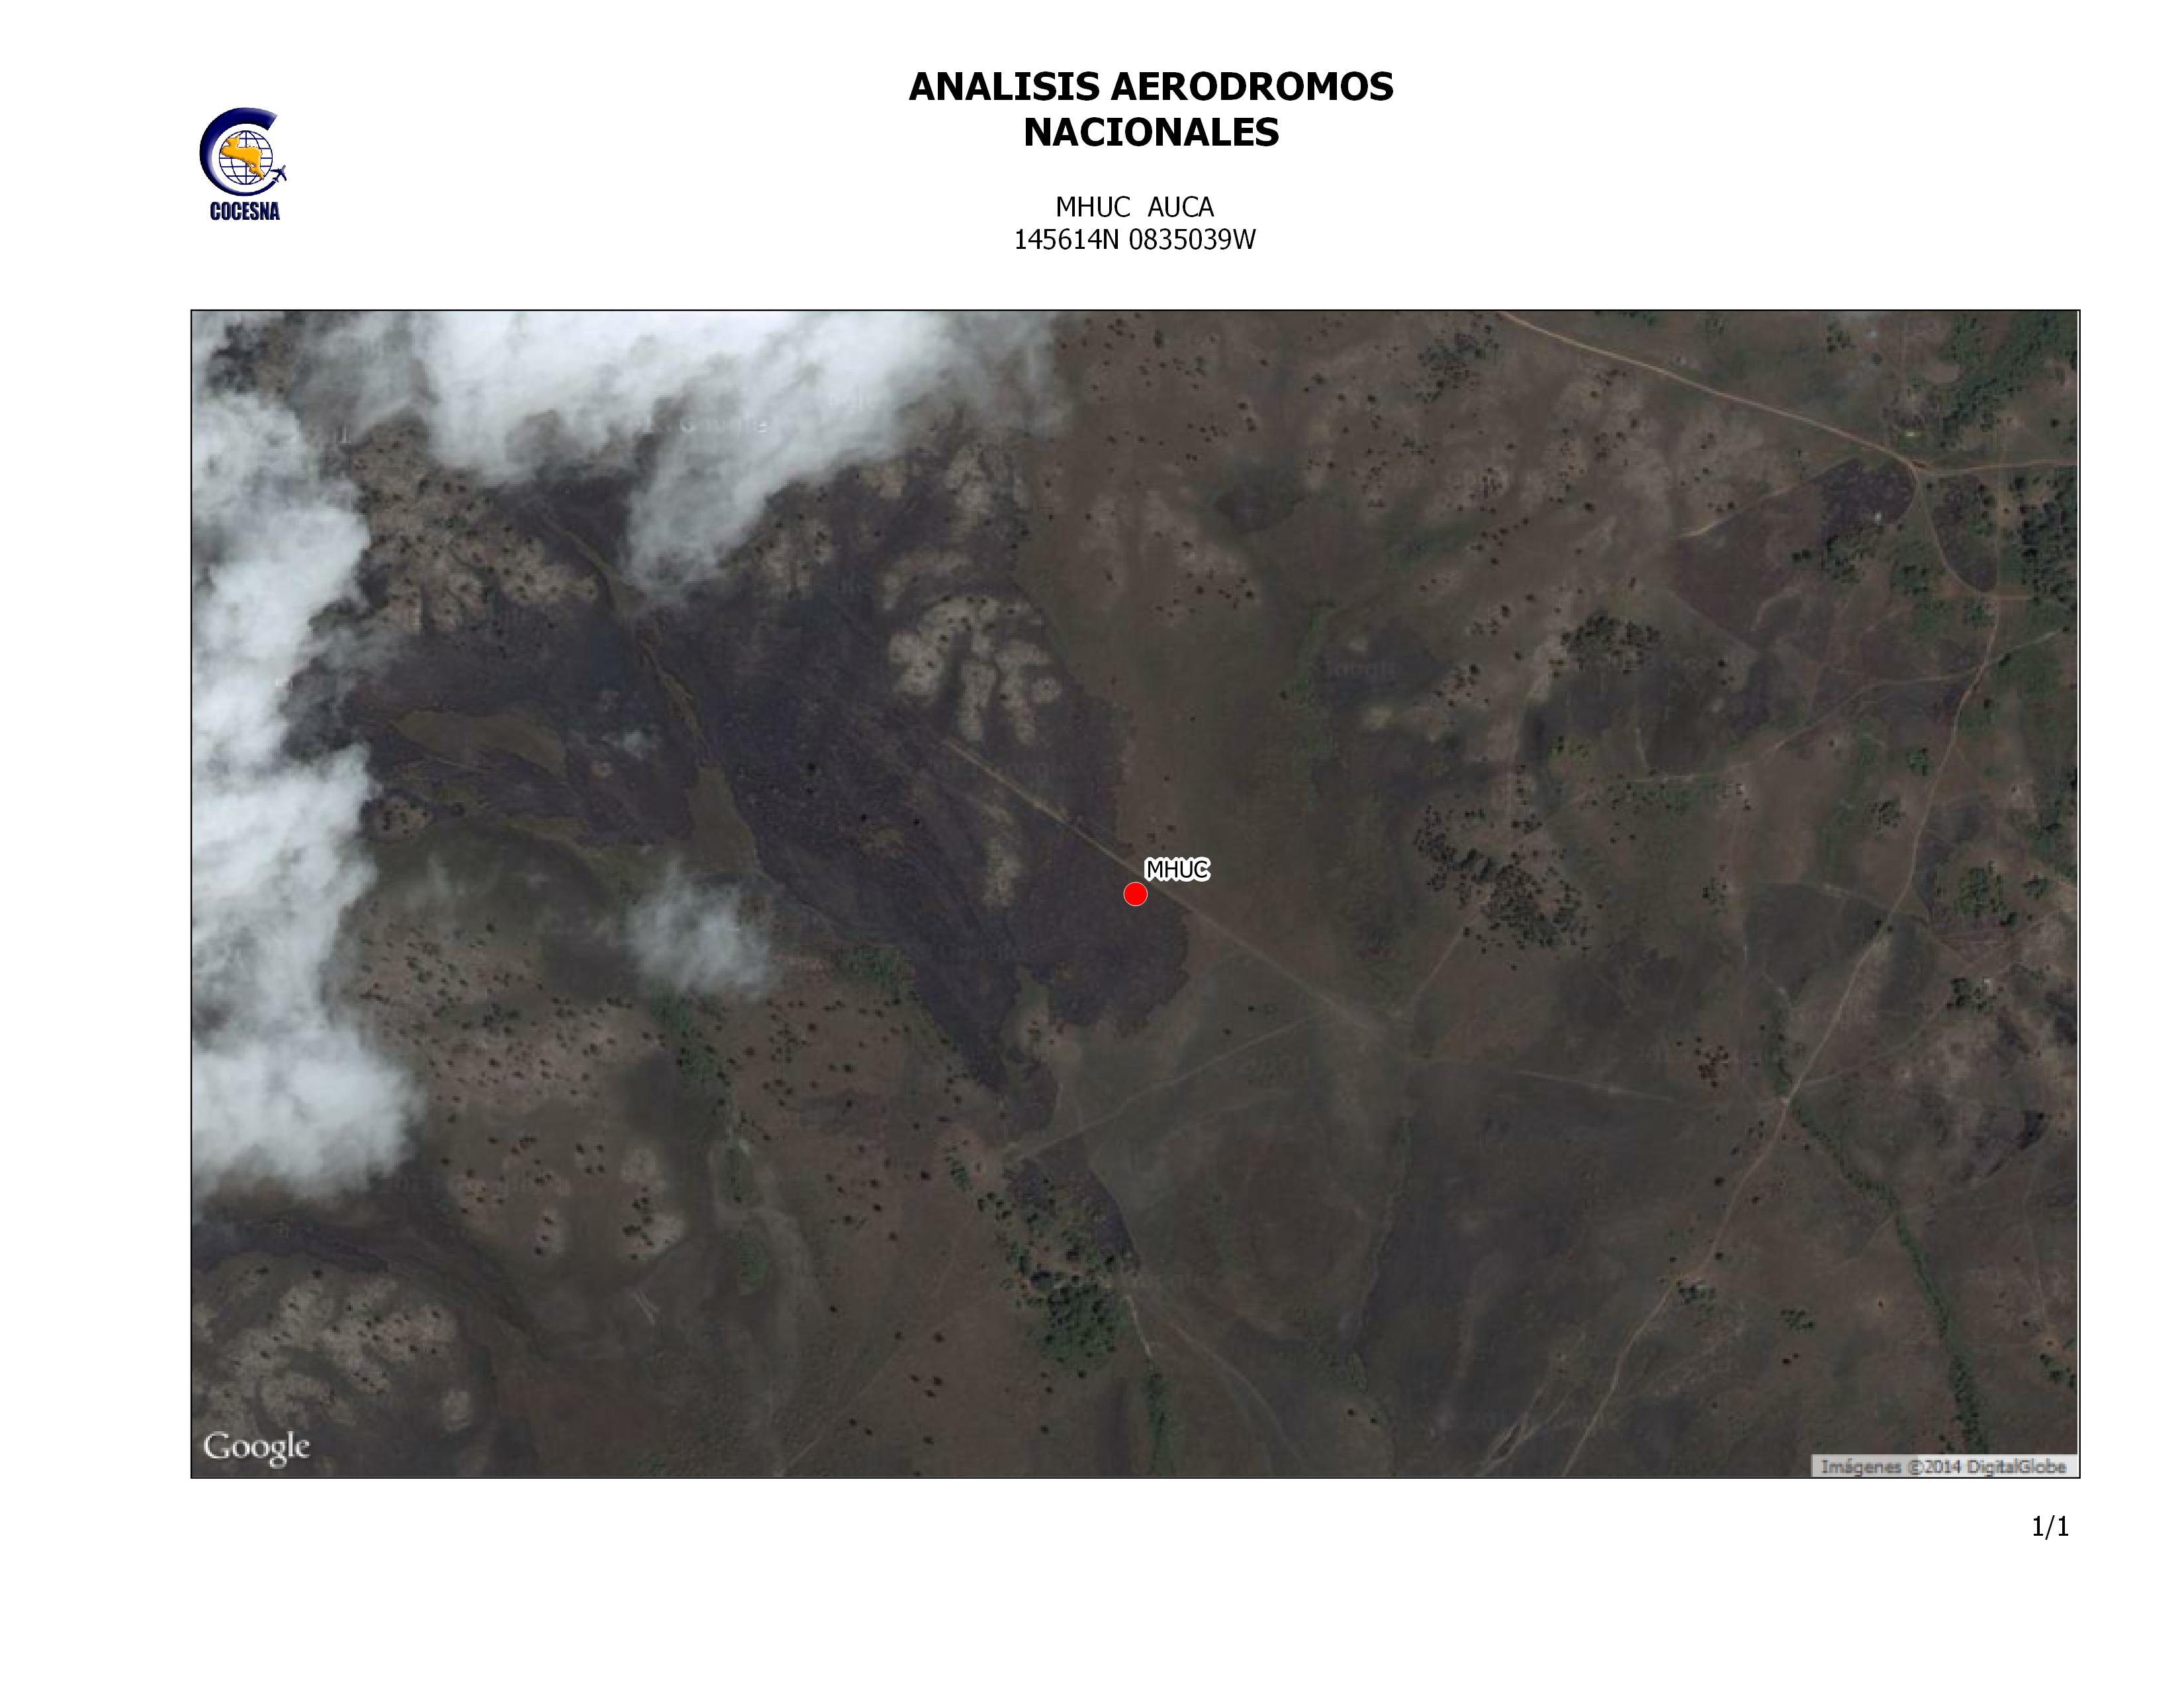 ANALISIS AERODROMOS
NACIONALES
COCESNA
MHUC AUCA
145614N 0835039W
MHUC
Google
Imágenes ©2014 DigitalGlobe
1/1